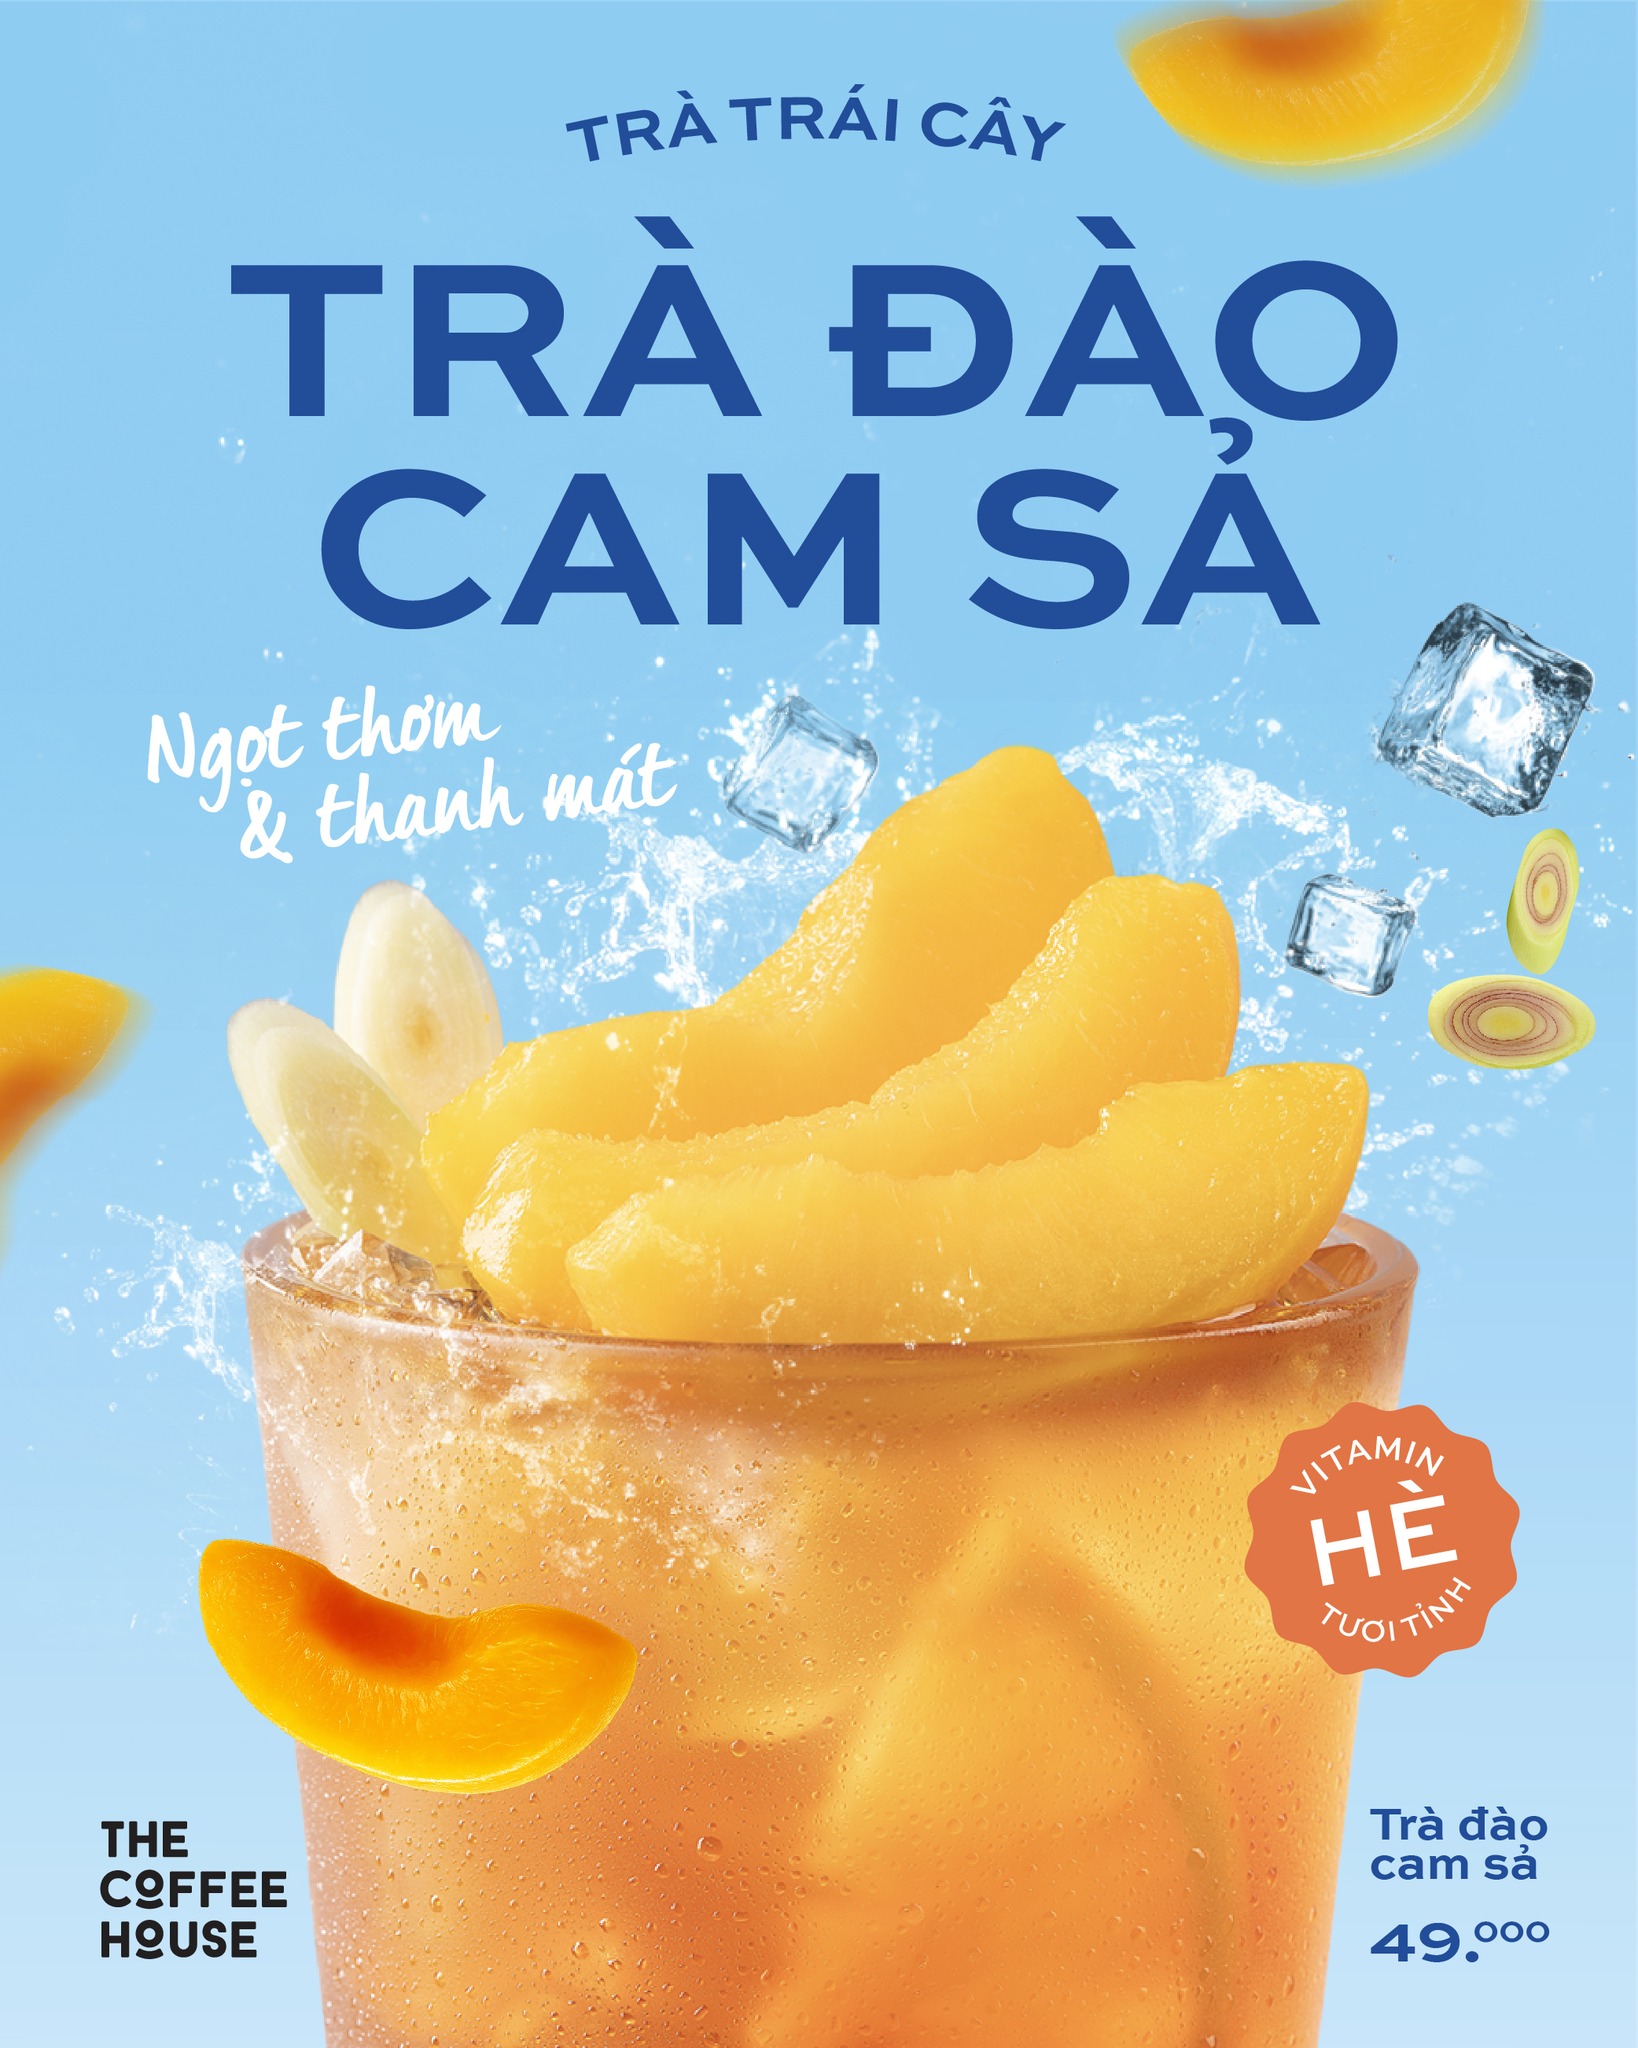 TRÀ TRÁI CÂY
TRÀ ĐÀO
CAM SẢ
Ngọt thơm
& thanh mát
VITAMIN
HÈ
TƯƠI TỈNH
THE
COFFEE
HOUSE
Trà đào
cam sả
49.000